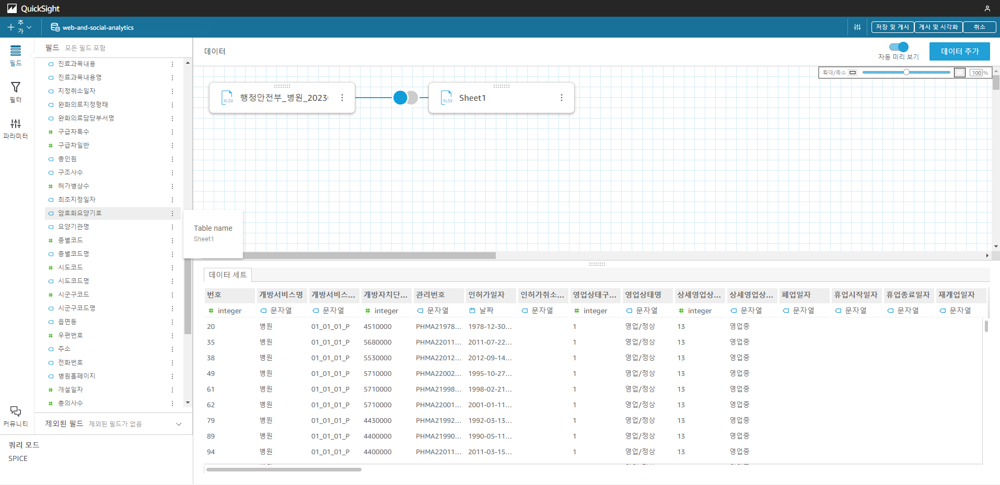 QuickSight
추가
web-and-social-analytics
저장 및 게시
게시 및 시각화
취소
필드
필터
파라미터
커뮤니티
필드 모든 필드 포함
진료과목내용
진료과목내용명
지정취소일자
완화의료지정형태
완화의료담당부서명
구급차특수
구급차일반
총인원
구조사수
허가병상수
최초지정일자
암호화요양기호
요양기관명
종별코드
종별코드명
시도코드
시도코드명
시군구코드
시군구코드명
읍면동
우편번호
주소
전화번호
병원홈페이지
개설일자
총의사수
제외된 필드 제외된 필드가 없음
쿼리 모드
SPICE
Table name
Sheet1
데이터
자동 미리 보기
데이터 추가
확대/축소
100 %
XLSX 행정안전부_병원_2023
XLSX Sheet1
데이터 세트
번호 개방서비스명 개방서비스... 개방자치단... 관리번호 인허가일자 인허가취소... 영업상태구... 영업상태명 상세영업상... 상세영업상... 폐업일자 휴업시작일자 휴업종료일자 재개업일자
integer 문자열 문자열 integer 문자열 날짜 문자열 integer 문자열 integer 문자열 문자열 문자열 문자열 문자열
20 병원 01_01_01_P 4510000 PHMA21978... 1978-12-30... 1 영업/정상 13 영업중
35 병원 01_01_01_P 5680000 PHMA22011... 2011-07-22... 1 영업/정상 13 영업중
38 병원 01_01_01_P 5530000 PHMA22012... 2012-09-14... 1 영업/정상 13 영업중
49 병원 01_01_01_P 5710000 PHMA22002... 1995-10-27... 1 영업/정상 13 영업중
61 병원 01_01_01_P 5710000 PHMA21998... 1998-02-21... 1 영업/정상 13 영업중
62 병원 01_01_01_P 5710000 PHMA22001... 2001-01-11... 1 영업/정상 13 영업중
79 병원 01_01_01_P 4430000 PHMA21992... 1992-03-13... 1 영업/정상 13 영업중
89 병원 01_01_01_P 4400000 PHMA21990... 1990-05-11... 1 영업/정상 13 영업중
94 병원 01_01_01_P 4400000 PHMA22011... 2011-03-15... 1 영업/정상 13 영업중